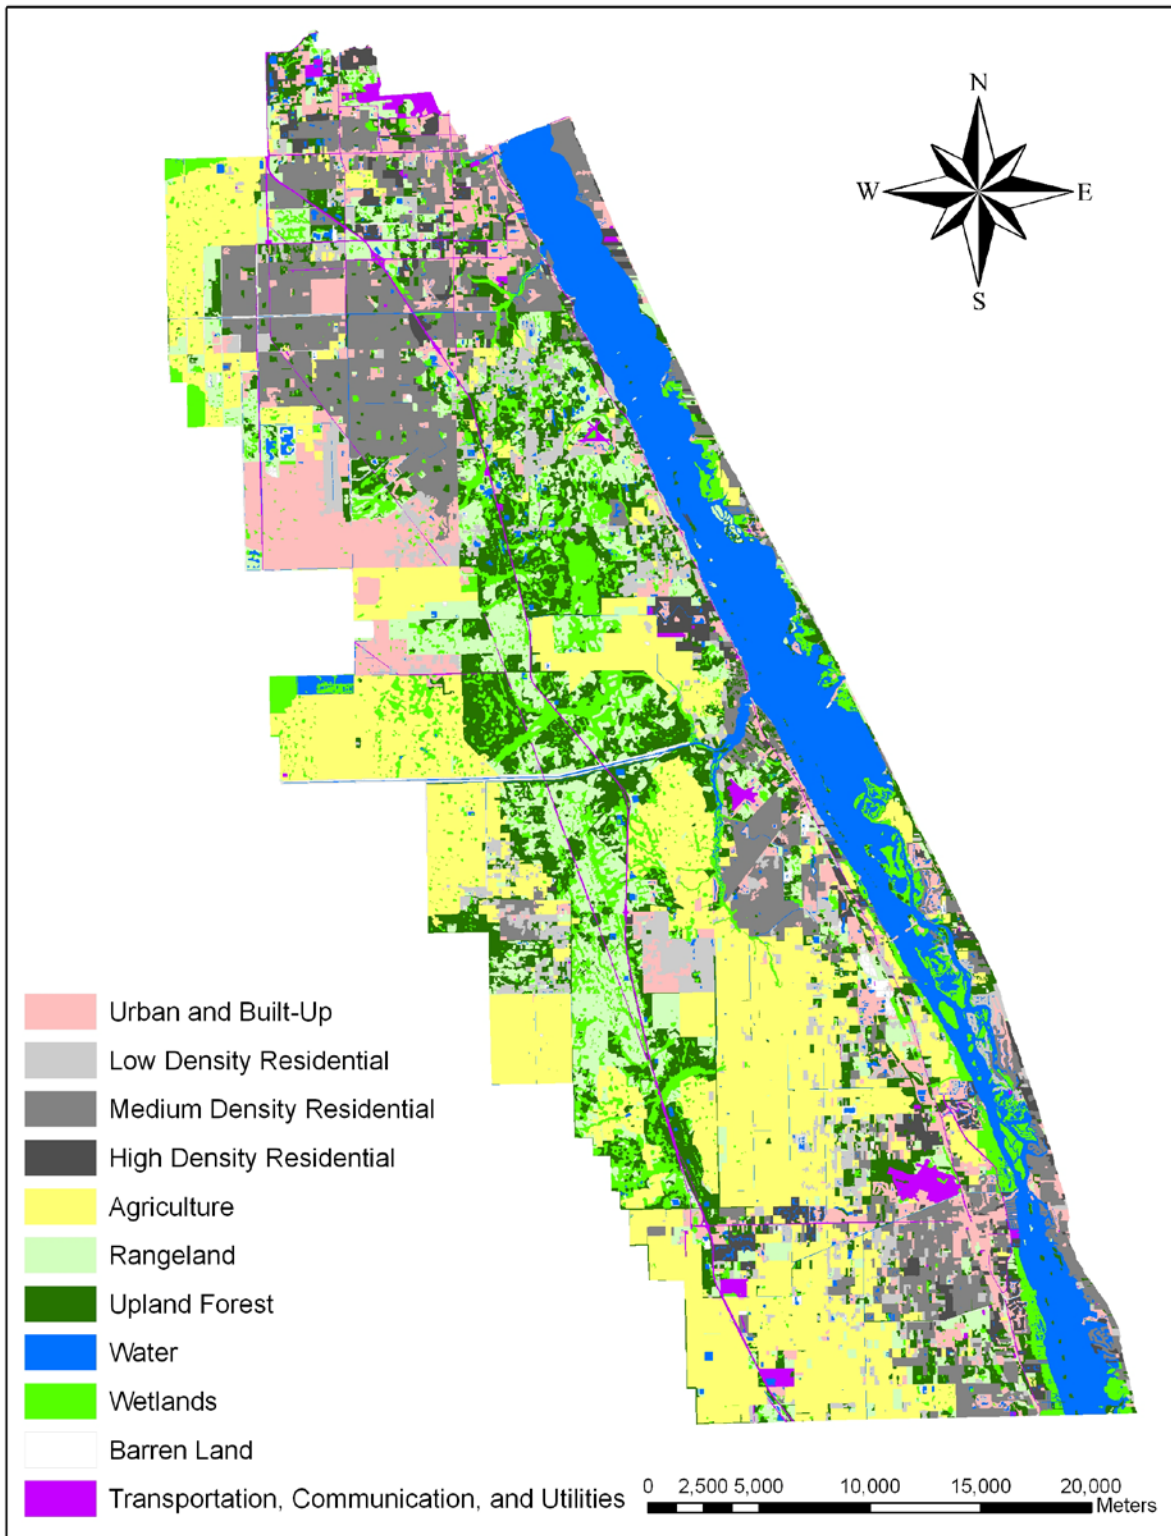 N
W E
S
Urban and Built-Up
Low Density Residential
Medium Density Residential
High Density Residential
Agriculture
Rangeland
Upland Forest
Water
Wetlands
Barren Land
Transportation, Communication, and Utilities
0 2,500 5,000 10,000 15,000 20,000
Meters